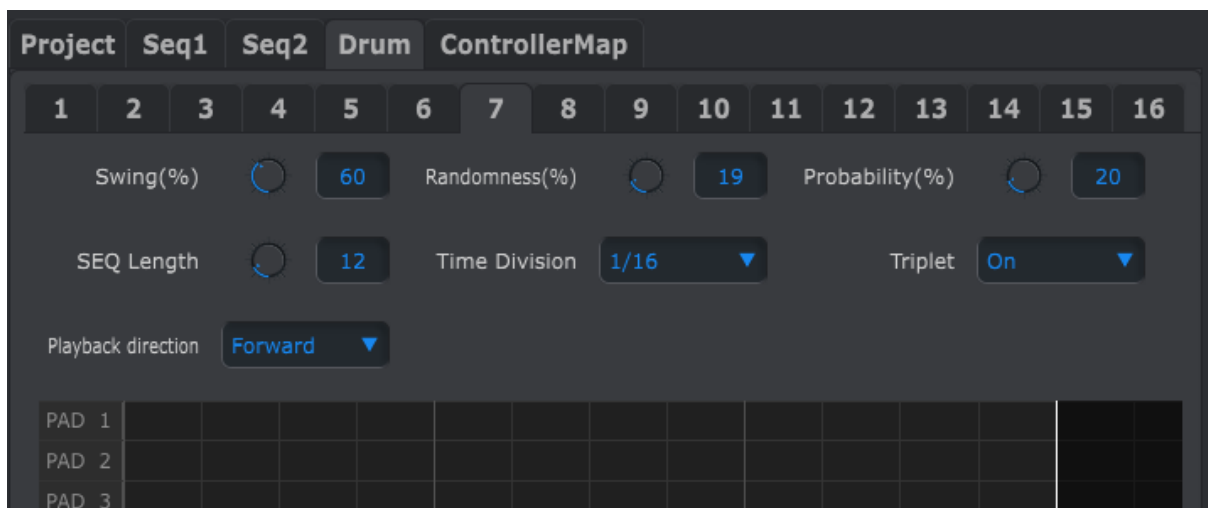 Project Seq1 Seq2 Drum ControllerMap
1 2 3 4 5 6 7 8 9 10 11 12 13 14 15 16
Swing(%) 60 Randomness(%) 19 Probability(%) 20
SEQ Length 12 Time Division 1/16 Triplet On
Playback direction Forward
PAD 1
PAD 2
PAD 3